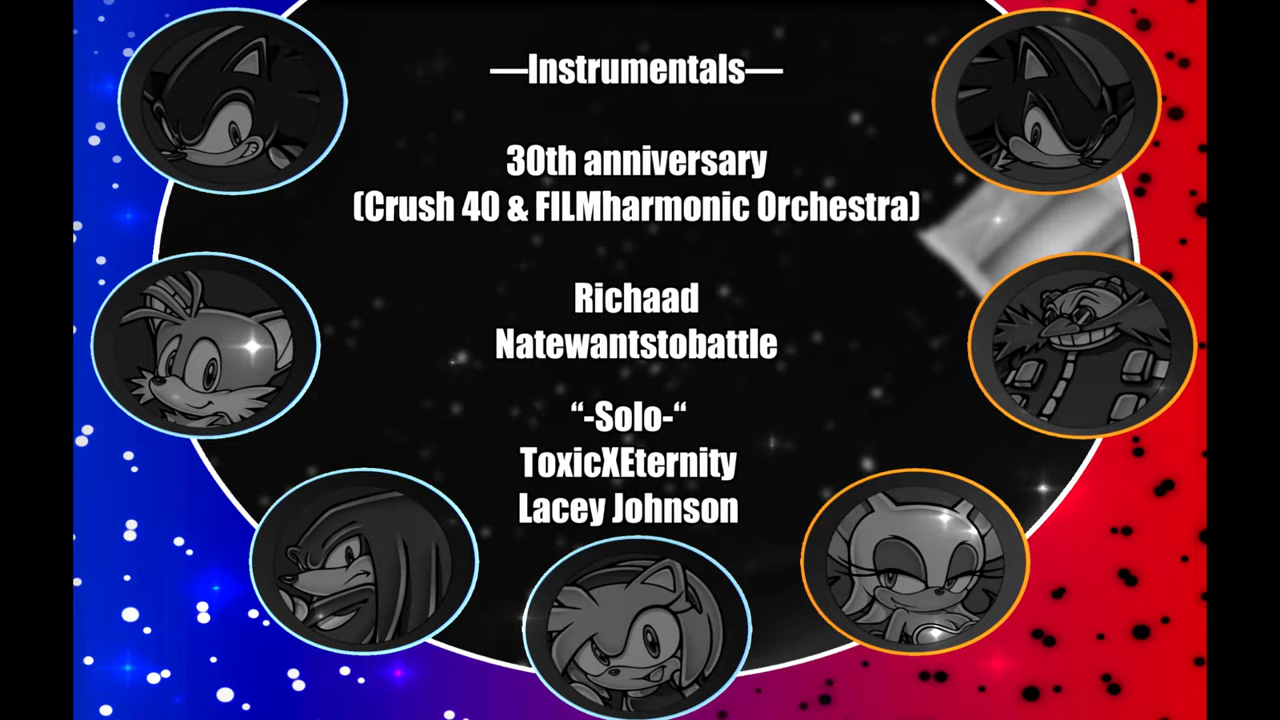 —Instrumentals—
30th anniversary
(Crush 40 & FILMharmonic Orchestra)
Richaad
Natewantstobattle
“-Solo-“
ToxicXEternity
Lacey Johnson